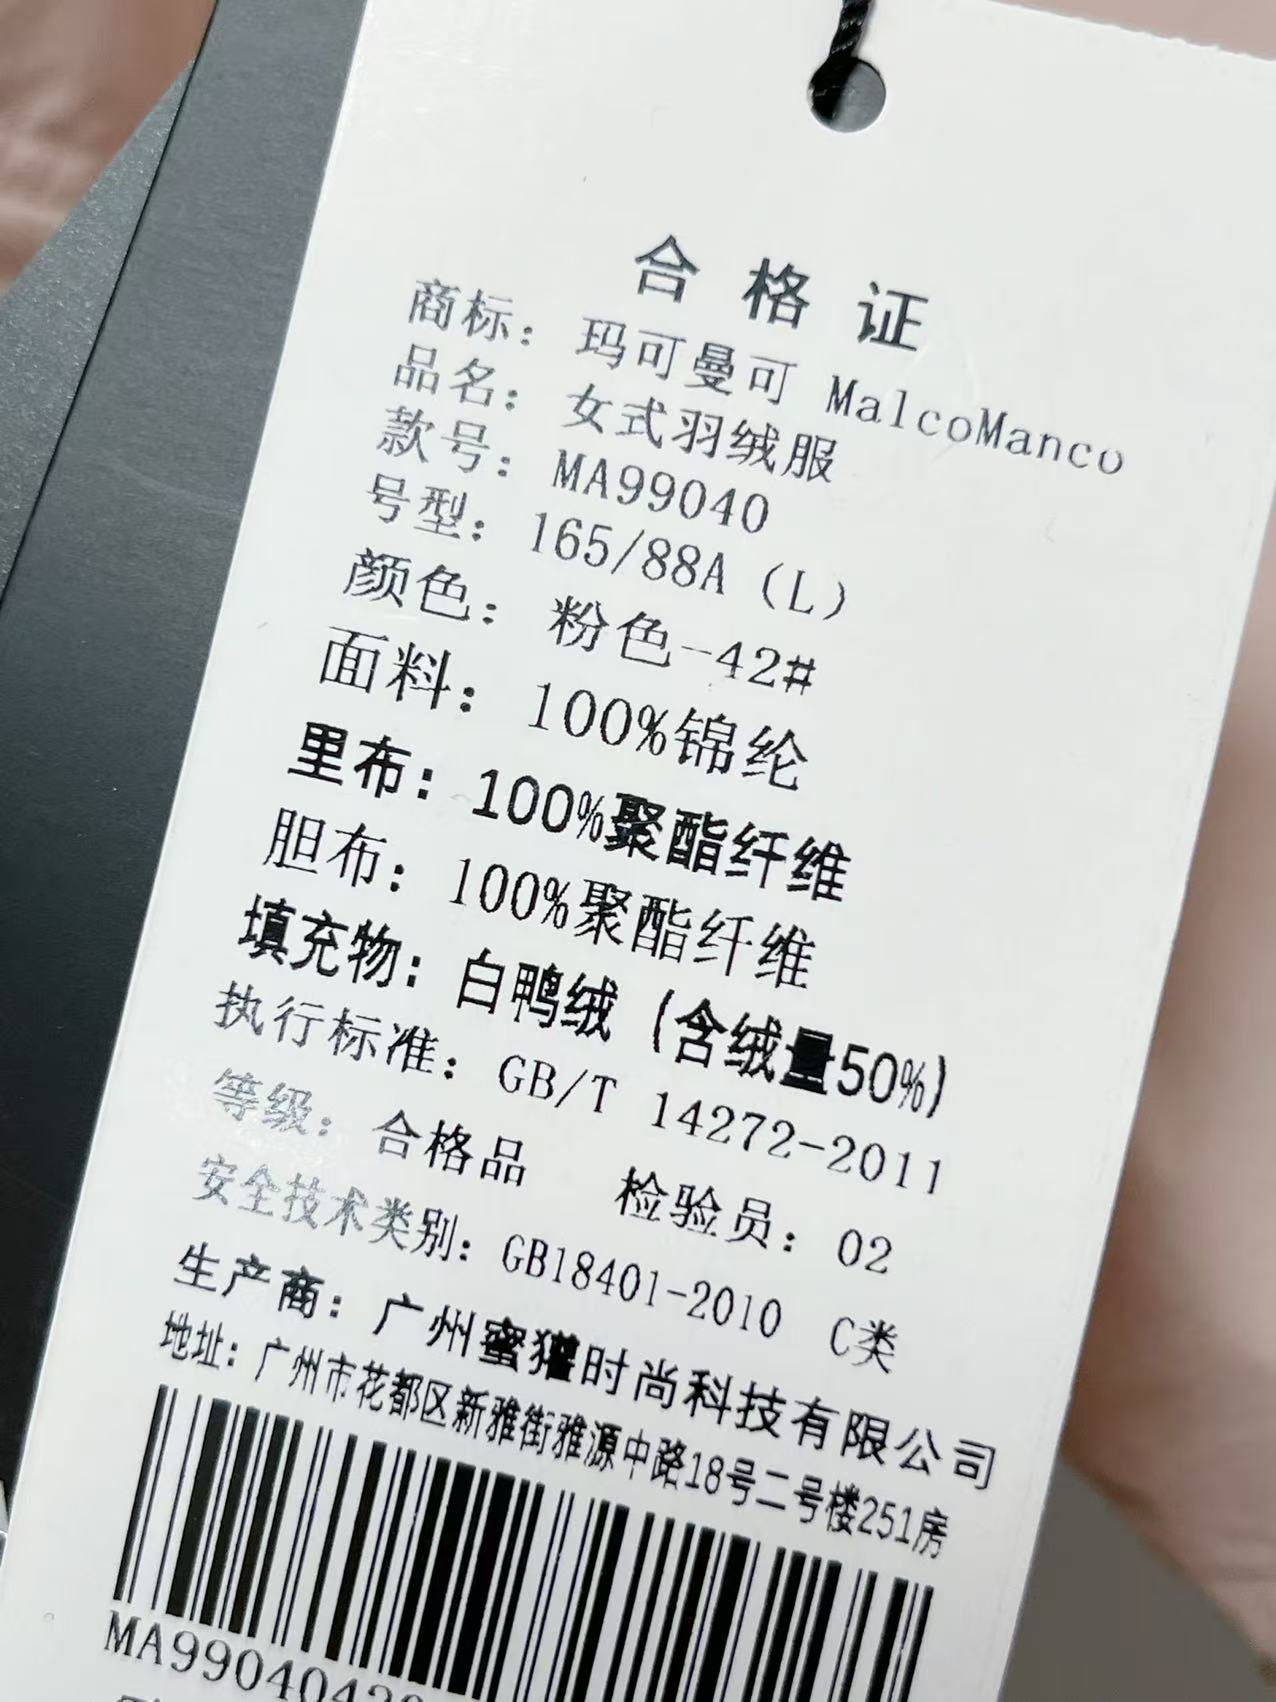 合格证
商标：玛可曼可 MalcoManco
品名：女式羽绒服
款号：MA99040
号型：165/88A（L）
颜色：粉色-42#
面料：100%锦纶
里布：100%聚酯纤维
胆布：100%聚酯纤维
填充物：白鸭绒（含绒量50%）
执行标准：GB/T 14272-2011
等级：合格品 检验员：02
安全技术类别：GB18401-2010 C类
生产商：广州蜜獾时尚科技有限公司
地址：广州市花都区新雅街雅源中路18号二号楼251房
MA9904042